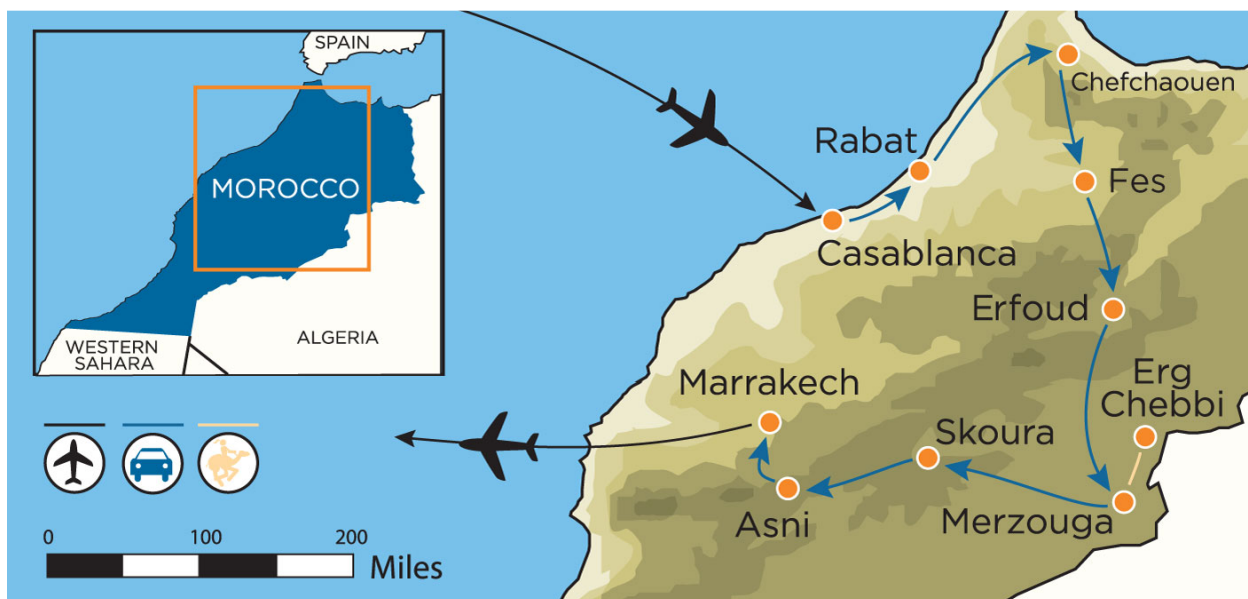 SPAIN
MOROCCO
WESTERN
SAHARA
ALGERIA
0 100 200
Miles
Chefchaouen
Rabat
Fes
Casablanca
Erfoud
Marrakech
Erg
Chebbi
Skoura
Asni
Merzouga